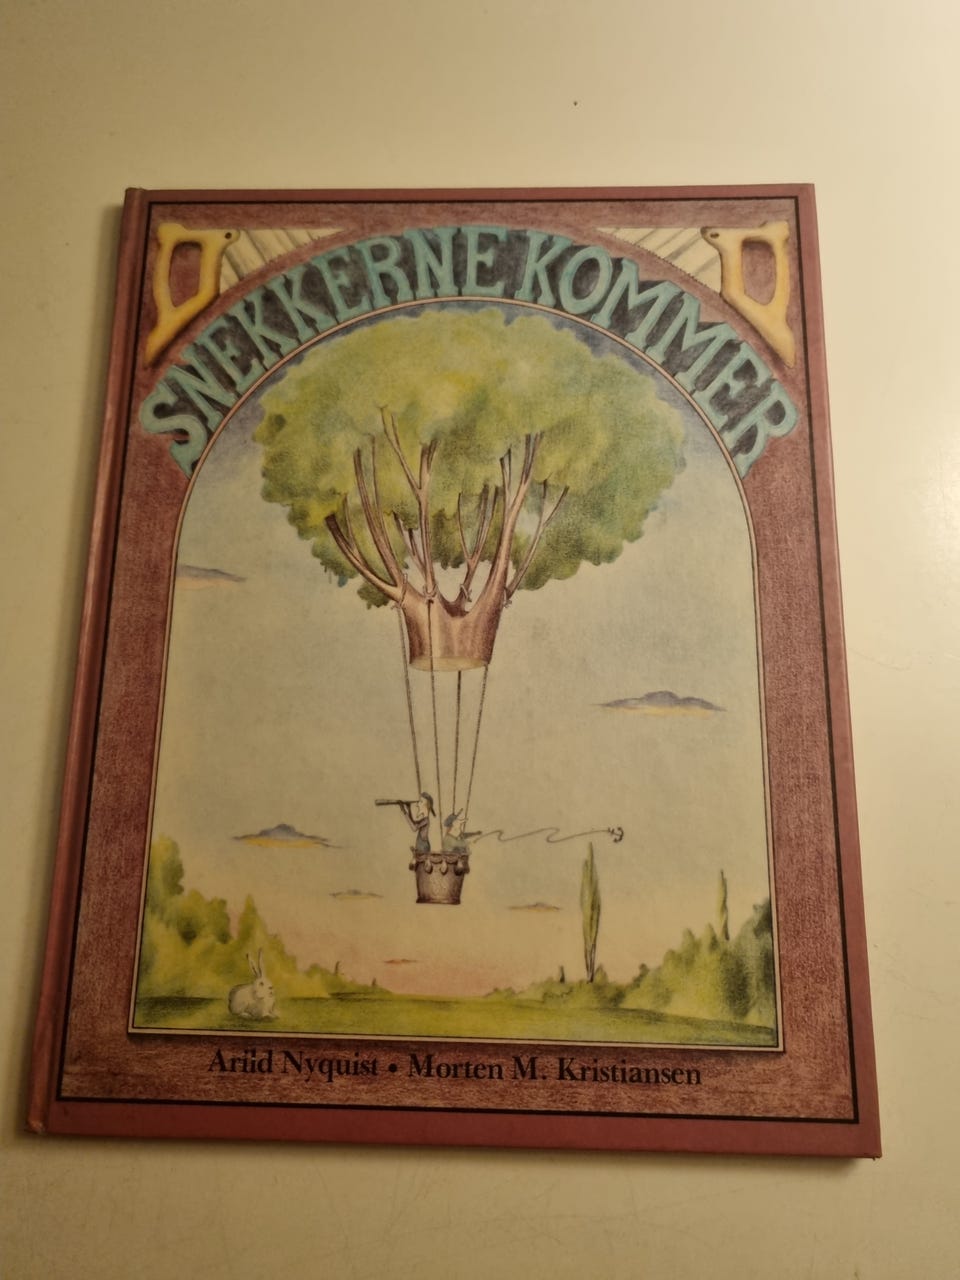 SNEKKERNE KOMMER
Arild Nyquist • Morten M. Kristiansen